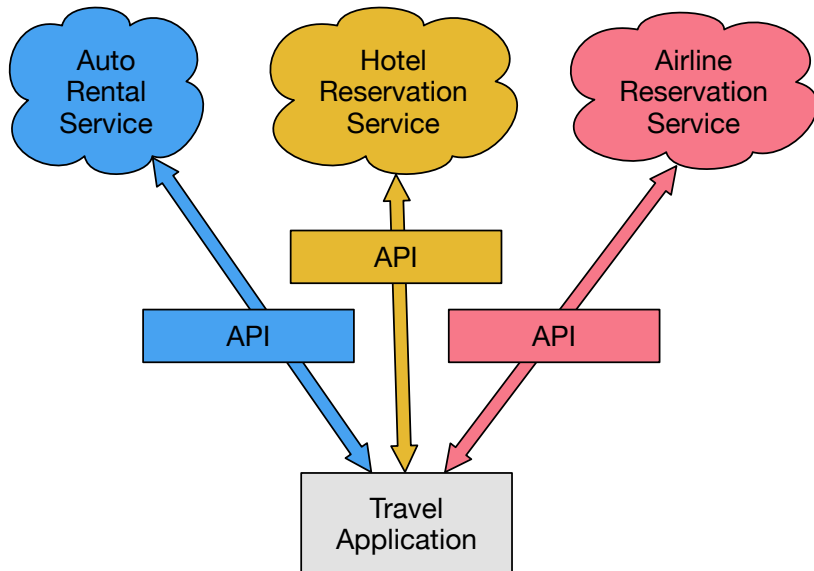 Auto
Rental
Service
Hotel
Reservation
Service
Airline
Reservation
Service
API
API
API
Travel
Application